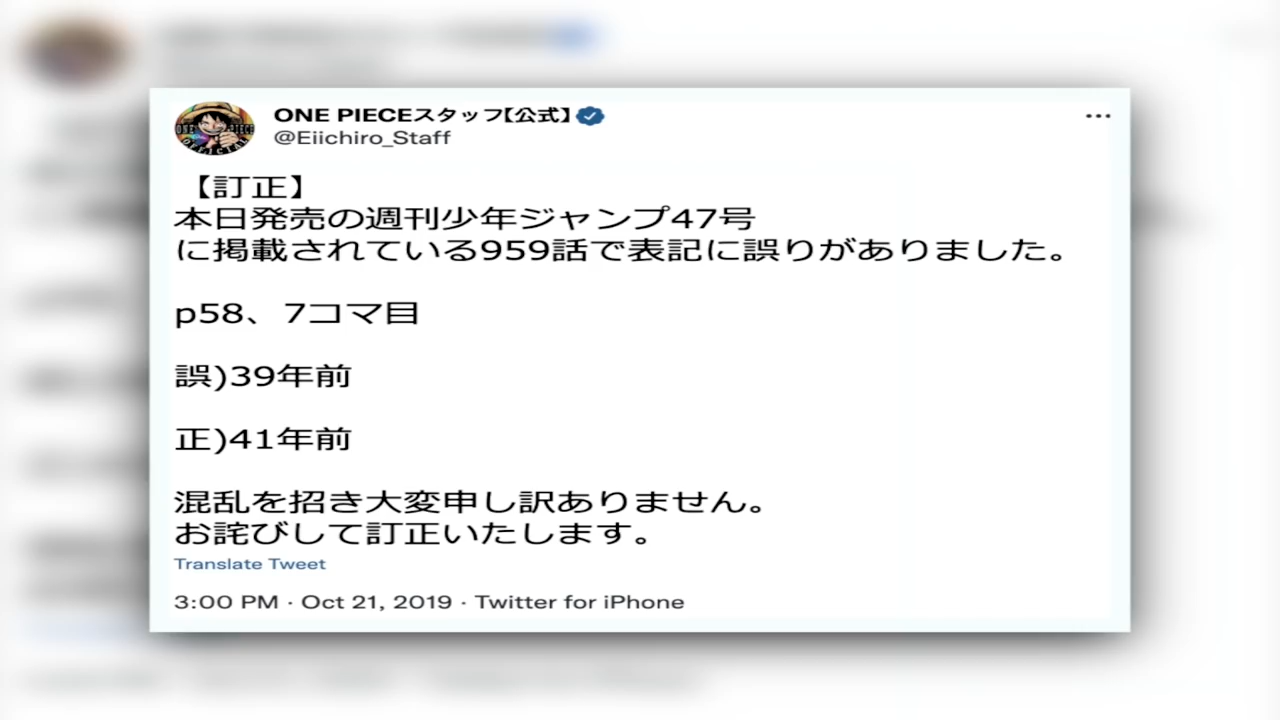 ONE PIECEスタッフ【公式】
@Eiichiro_Staff
【訂正】
本日発売の週刊少年ジャンプ47号
に掲載されている959話で表記に誤りがありました。
p58、7コマ目
誤)39年前
正)41年前
混乱を招き大変申し訳ありません。
お詫びして訂正いたします。
Translate Tweet
3:00 PM · Oct 21, 2019 · Twitter for iPhone